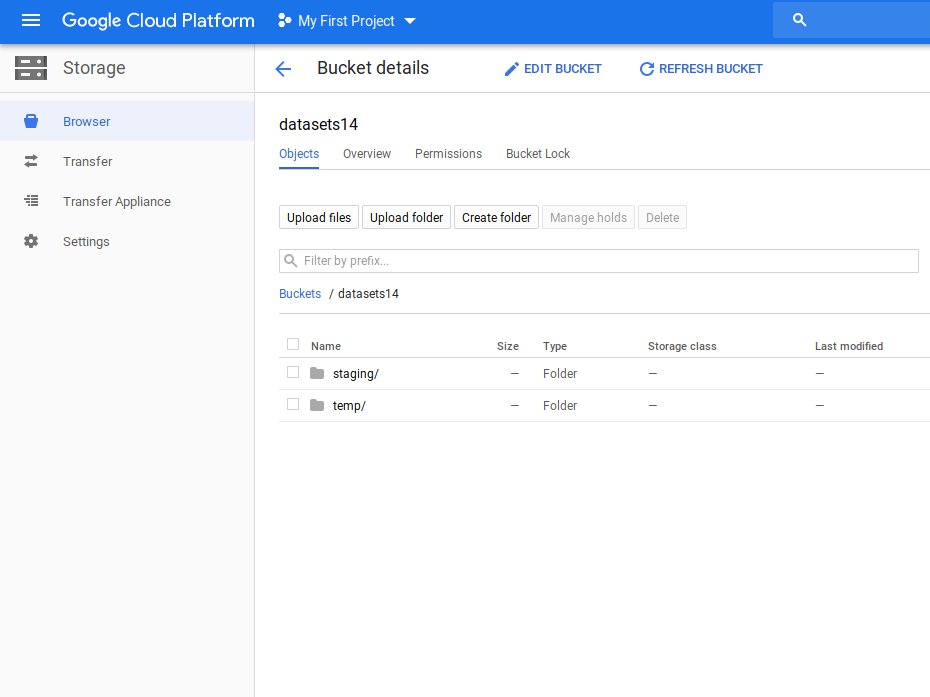 Google Cloud Platform My First Project
Storage Bucket details EDIT BUCKET REFRESH BUCKET
Browser
Transfer
Transfer Appliance
Settings
datasets14
Objects Overview Permissions Bucket Lock
Upload files Upload folder Create folder Manage holds Delete
Filter by prefix...
Buckets / datasets14
Name Size Type Storage class Last modified
staging/ — Folder — —
temp/ — Folder — —